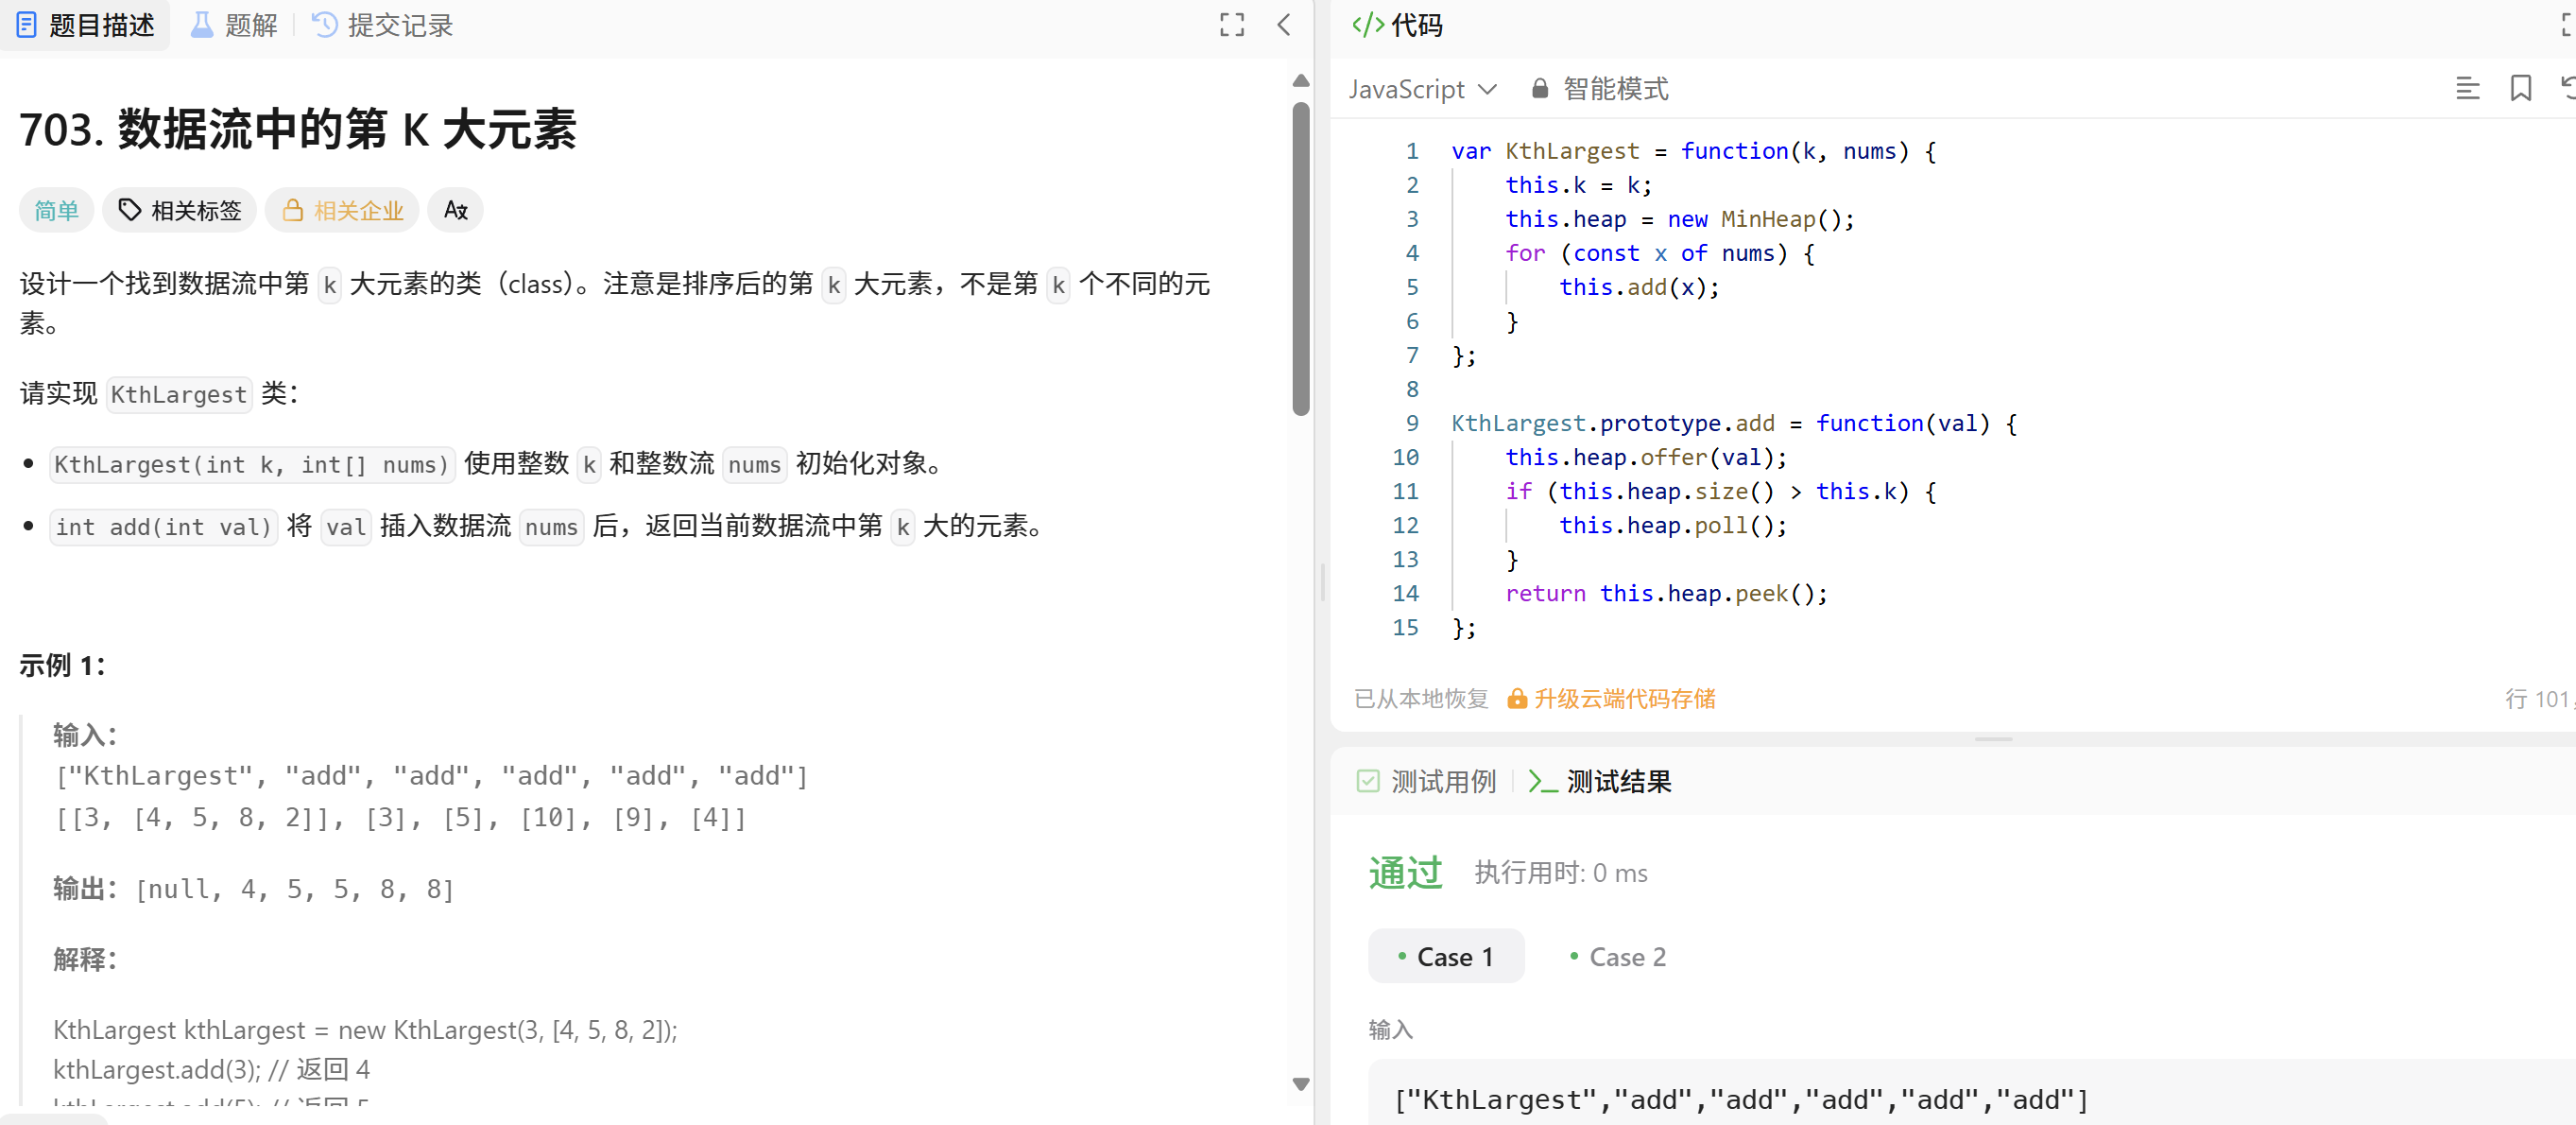 题目描述 题解 提交记录
703. 数据流中的第 K 大元素
简单 相关标签 相关企业
设计一个找到数据流中第 k 大元素的类（class）。注意是排序后的第 k 大元素，不是第 k 个不同的元
素。
请实现 KthLargest 类：
• KthLargest(int k, int[] nums) 使用整数 k 和整数流 nums 初始化对象。
• int add(int val) 将 val 插入数据流 nums 后，返回当前数据流中第 k 大的元素。
示例 1：
输入：
["KthLargest", "add", "add", "add", "add", "add"]
[[3, [4, 5, 8, 2]], [3], [5], [10], [9], [4]]
输出：[null, 4, 5, 5, 8, 8]
解释：
KthLargest kthLargest = new KthLargest(3, [4, 5, 8, 2]);
kthLargest.add(3); // 返回 4
kthLargest.add(5); // 返回 5
代码
JavaScript 智能模式
1 var KthLargest = function(k, nums) {
2 this.k = k;
3 this.heap = new MinHeap();
4 for (const x of nums) {
5 this.add(x);
6 }
7 };
8
9 KthLargest.prototype.add = function(val) {
10 this.heap.offer(val);
11 if (this.heap.size() > this.k) {
12 this.heap.poll();
13 }
14 return this.heap.peek();
15 };
已从本地恢复 升级云端代码存储 行 101,
测试用例 >_ 测试结果
通过 执行用时: 0 ms
• Case 1 • Case 2
输入
["KthLargest","add","add","add","add","add"]